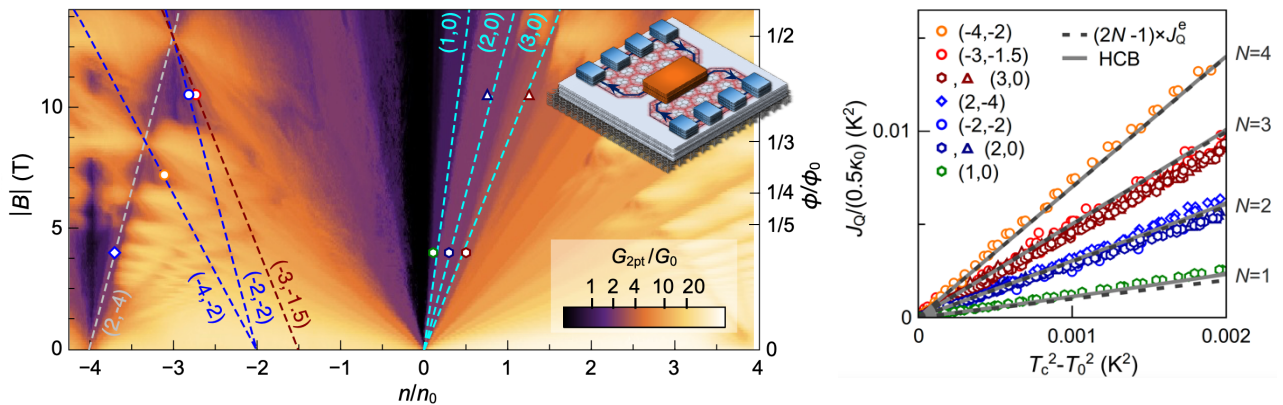 |B| (T)
10
5
0
−4
−3
−2
−1
0
1
2
3
4
n/n₀
1/2
1/3
1/4
1/5
0
ϕ/ϕ₀
(1,0)
(2,0)
(3,0)
(2,-4)
(-4,-2)
(-2,-2)
(-3,-1.5)
G₂ₚₜ/G₀
1 2 4 10 20
J_Q/(0.5κ₀) (K²)
0.01
0
0
0.001
0.002
T_c²-T₀² (K²)
(-4,-2)
(-3,-1.5)
, (3,0)
(2,-4)
(-2,-2)
, (2,0)
(1,0)
(2N -1)×J_Q^e
HCB
N=4
N=3
N=2
N=1